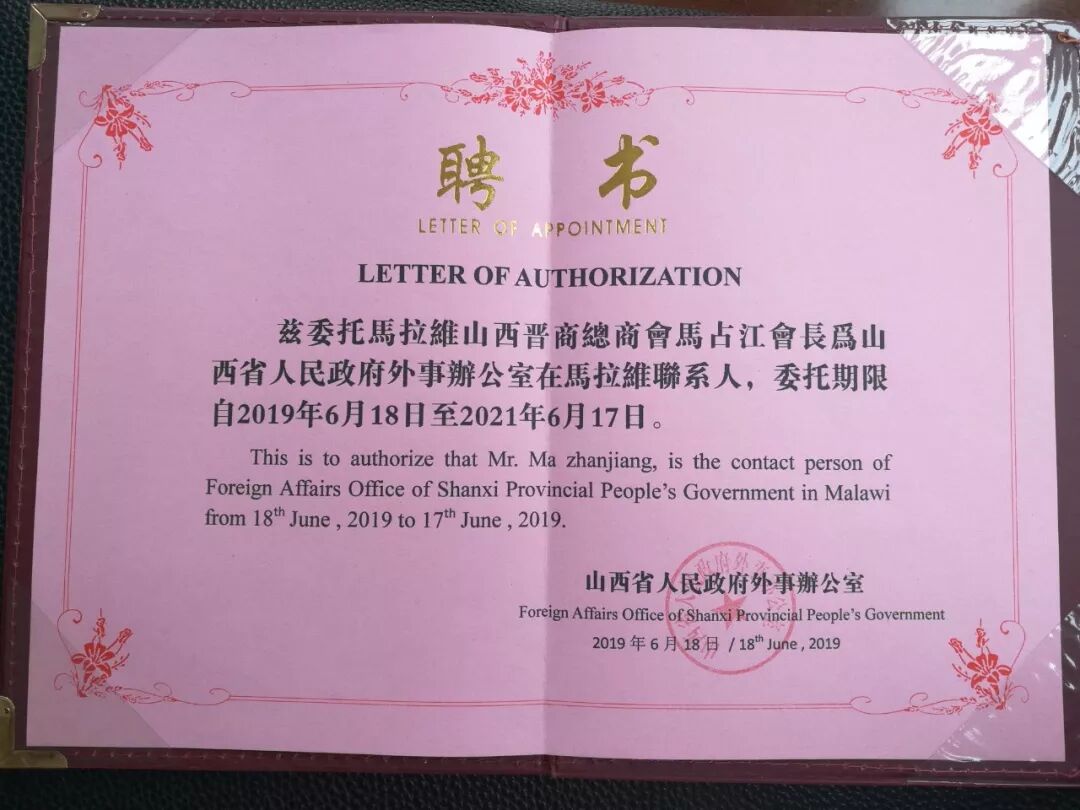 聘 书
LETTER OF APPOINTMENT
LETTER OF AUTHORIZATION
兹委托馬拉維山西晋商總商會馬占江會長爲山
西省人民政府外事辦公室在馬拉維聯系人，委托期限
自2019年6月18日至2021年6月17日。
This is to authorize that Mr. Ma zhanjiang, is the contact person of
Foreign Affairs Office of Shanxi Provincial People’s Government in Malawi
from 18th June , 2019 to 17th June , 2019.
山西省人民政府外事辦公室
Foreign Affairs Office of Shanxi Provincial People’s Government
2019 年 6 月 18 日 / 18th June , 2019